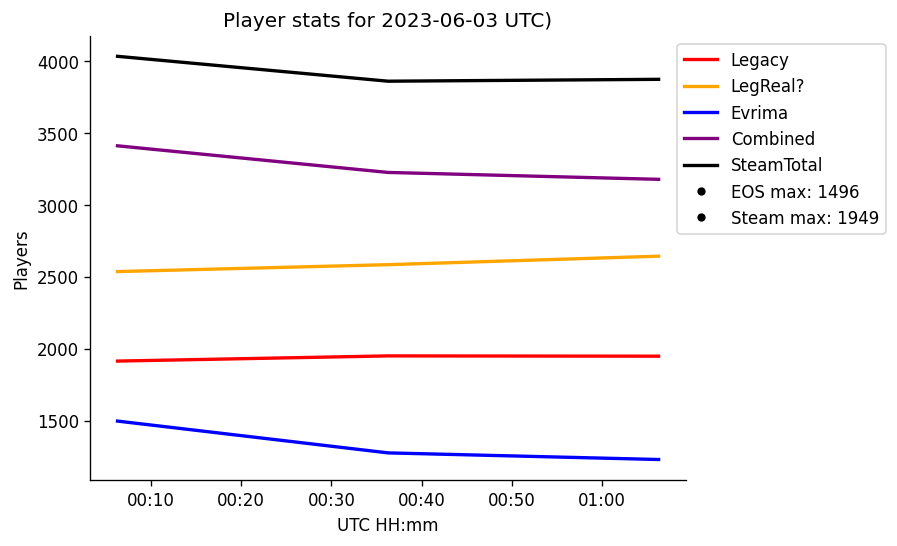 Player stats for 2023-06-03 UTC)
4000
3500
3000
2500
2000
1500
Players
00:10
00:20
00:30
00:40
00:50
01:00
UTC HH:mm
Legacy
LegReal?
Evrima
Combined
SteamTotal
EOS max: 1496
Steam max: 1949